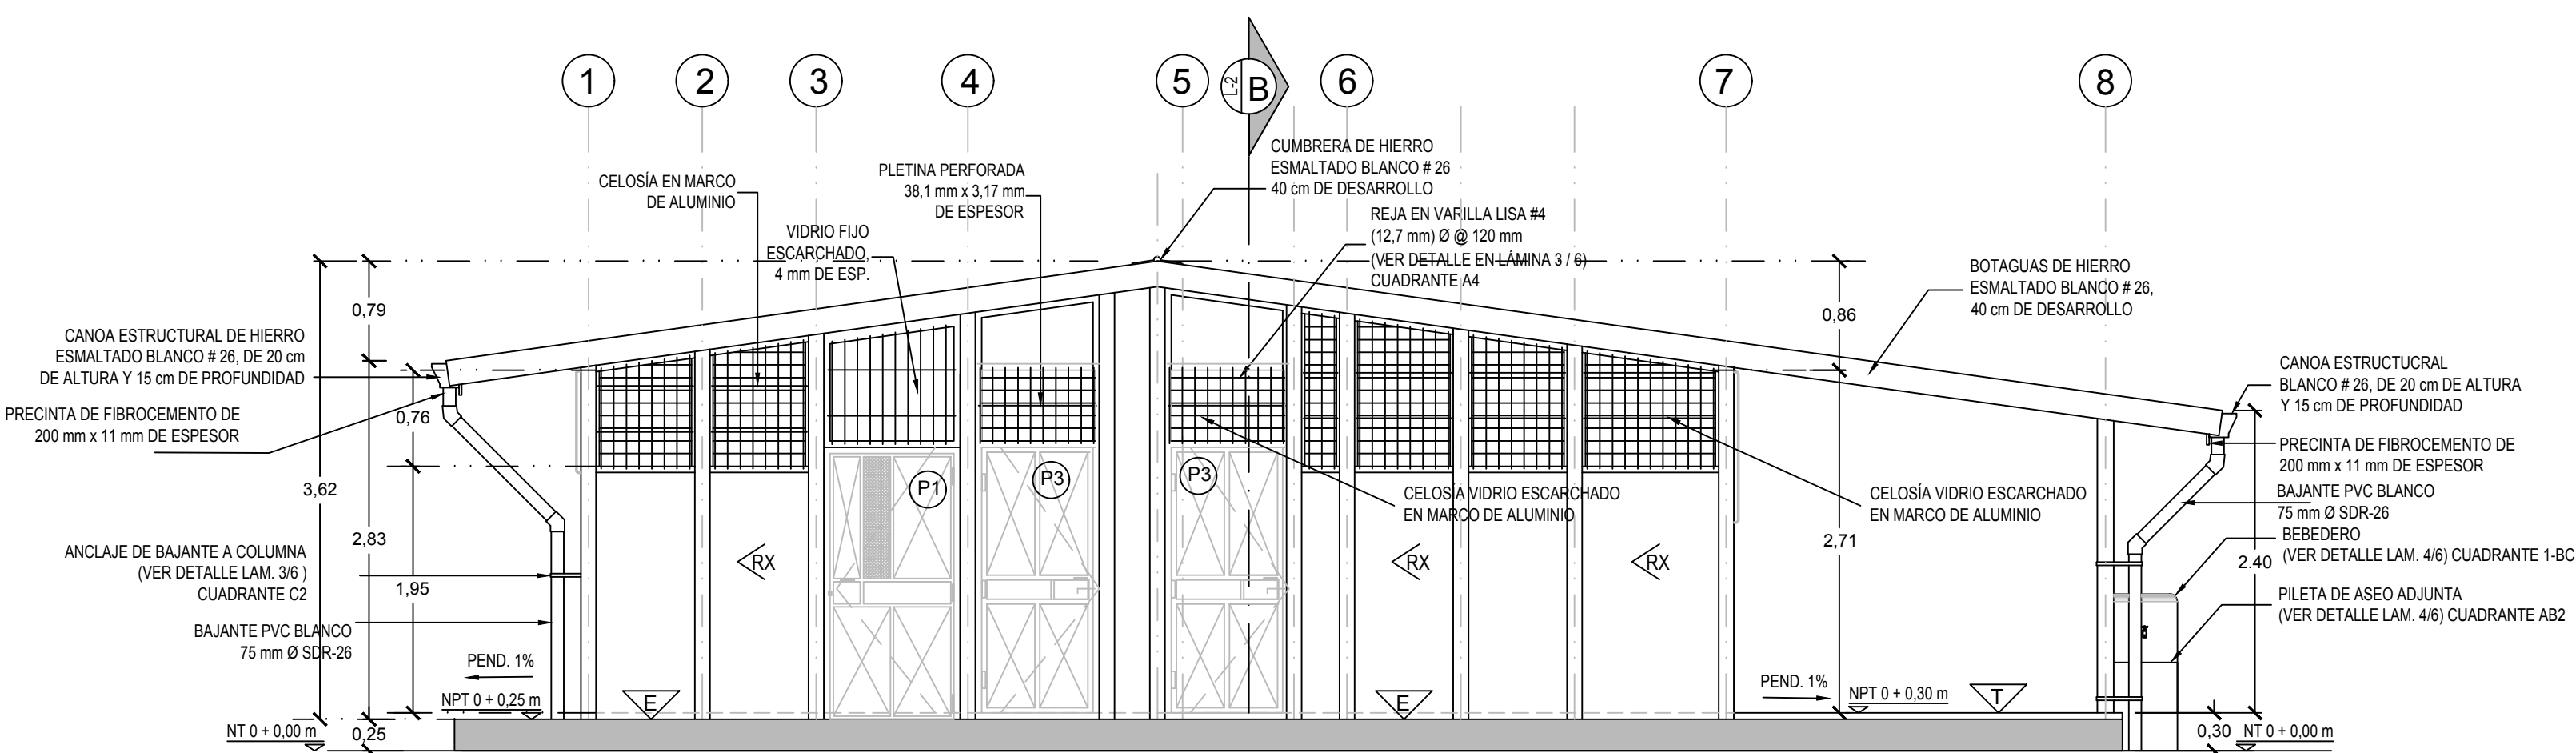 1
2
3
4
5
L-2
B
6
7
8
CUMBRERA DE HIERRO
ESMALTADO BLANCO # 26
40 cm DE DESARROLLO
PLETINA PERFORADA
38,1 mm x 3,17 mm
DE ESPESOR
CELOSÍA EN MARCO
DE ALUMINIO
REJA EN VARILLA LISA #4
(12,7 mm) Ø @ 120 mm
(VER DETALLE EN LÁMINA 3 / 6)
CUADRANTE A4
VIDRIO FIJO
ESCARCHADO,
4 mm DE ESP.
BOTAGUAS DE HIERRO
ESMALTADO BLANCO # 26,
40 cm DE DESARROLLO
0,79
0,86
CANOA ESTRUCTURAL DE HIERRO
ESMALTADO BLANCO # 26, DE 20 cm
DE ALTURA Y 15 cm DE PROFUNDIDAD
CANOA ESTRUCTUCRAL
BLANCO # 26, DE 20 cm DE ALTURA
Y 15 cm DE PROFUNDIDAD
PRECINTA DE FIBROCEMENTO DE
200 mm x 11 mm DE ESPESOR
0,76
PRECINTA DE FIBROCEMENTO DE
200 mm x 11 mm DE ESPESOR
3,62
P1
P3
P3
CELOSÍA VIDRIO ESCARCHADO
EN MARCO DE ALUMINIO
CELOSÍA VIDRIO ESCARCHADO
EN MARCO DE ALUMINIO
BAJANTE PVC BLANCO
75 mm Ø SDR-26
2,83
2,71
BEBEDERO
(VER DETALLE LAM. 4/6) CUADRANTE 1-BC
ANCLAJE DE BAJANTE A COLUMNA
(VER DETALLE LAM. 3/6 )
CUADRANTE C2
RX
RX
RX
2.40
1,95
PILETA DE ASEO ADJUNTA
(VER DETALLE LAM. 4/6) CUADRANTE AB2
BAJANTE PVC BLANCO
75 mm Ø SDR-26
PEND. 1%
PEND. 1%
NPT 0 + 0,25 m
E
E
NPT 0 + 0,30 m
T
NT 0 + 0,00 m
0,25
0,30
NT 0 + 0,00 m